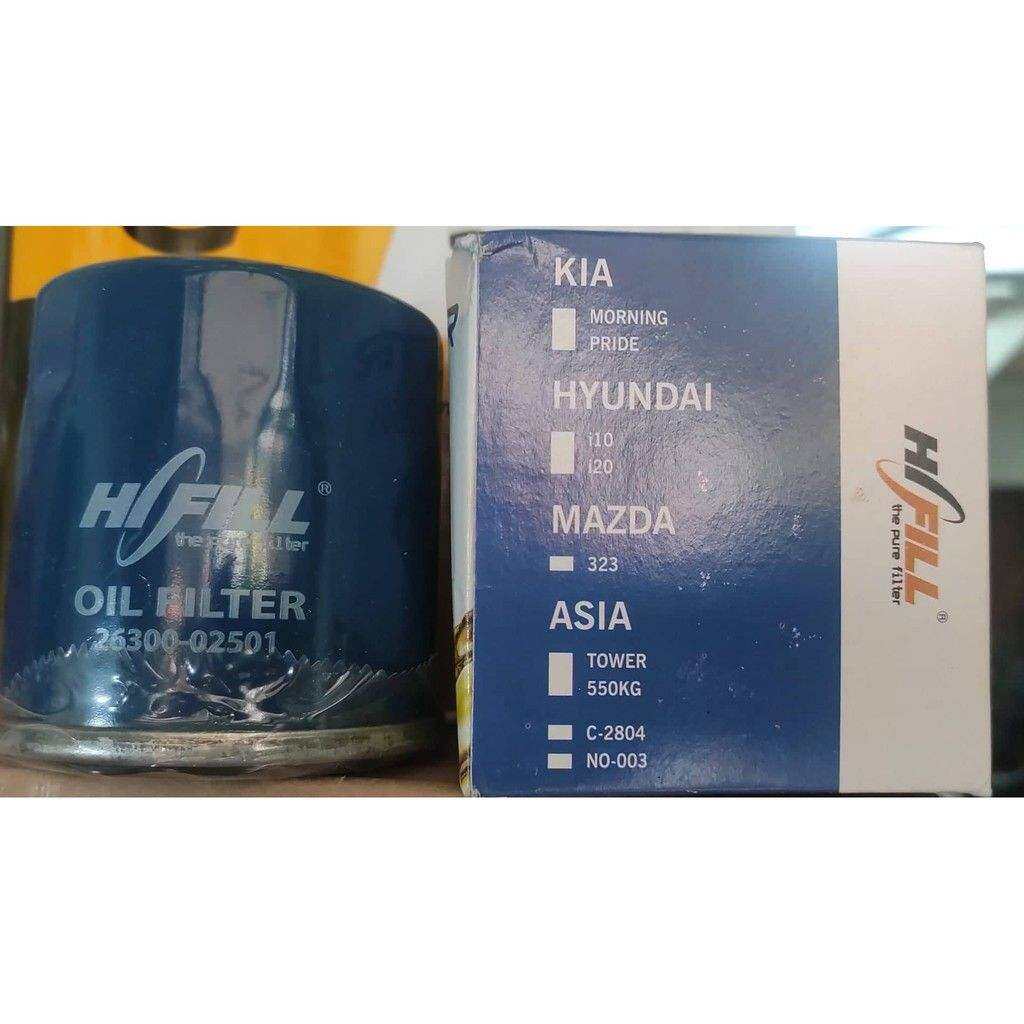 HIFILL®
the pure filter
OIL FILTER
26300-02501
R
KIA
MORNING
PRIDE
HYUNDAI
i10
i20
MAZDA
323
ASIA
TOWER
550KG
C-2804
NO-003
HIFILL®
the pure filter